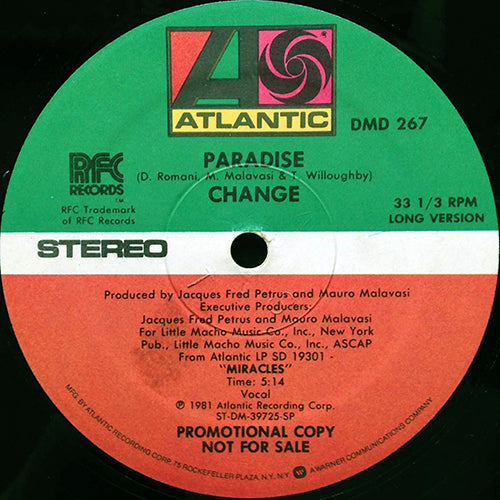 ATLANTIC
DMD 267
PARADISE
(D. Romani, M. Malavasi & T. Willoughby)
CHANGE
RFC
RECORDS
TM
RFC Trademark
of RFC Records
33 1/3 RPM
LONG VERSION
STEREO
Produced by Jacques Fred Petrus and Mauro Malavasi
Executive Producers:
Jacques Fred Petrus and Mauro Malavasi
For Little Macho Music Co., Inc., New York
Pub., Little Macho Music Co., Inc., ASCAP
From Atlantic LP SD 19301 -
"MIRACLES"
Time: 5:14
Vocal
℗ 1981 Atlantic Recording Corp.
ST-DM-39725-SP
PROMOTIONAL COPY
NOT FOR SALE
MFG. BY ATLANTIC RECORDING CORP. 75 ROCKEFELLER PLAZA, N.Y. N.Y. A WARNER COMMUNICATIONS COMPANY